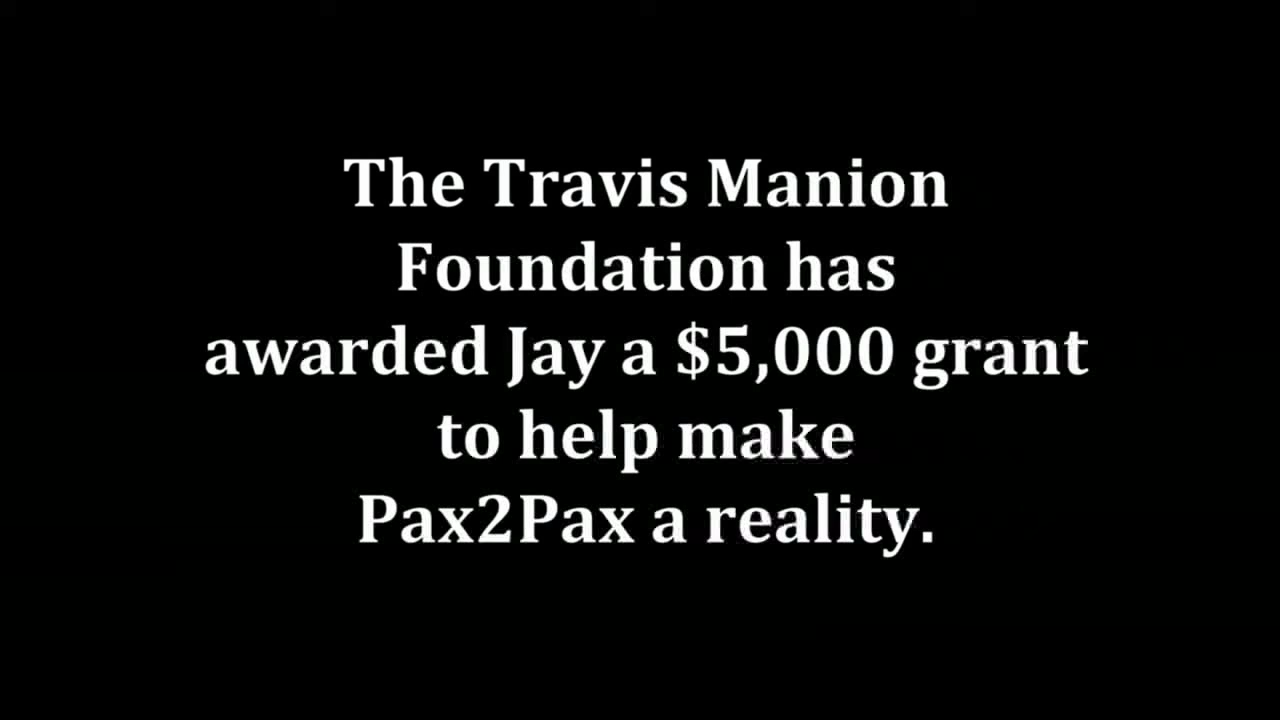 The Travis Manion
Foundation has
awarded Jay a $5,000 grant
to help make
Pax2Pax a reality.